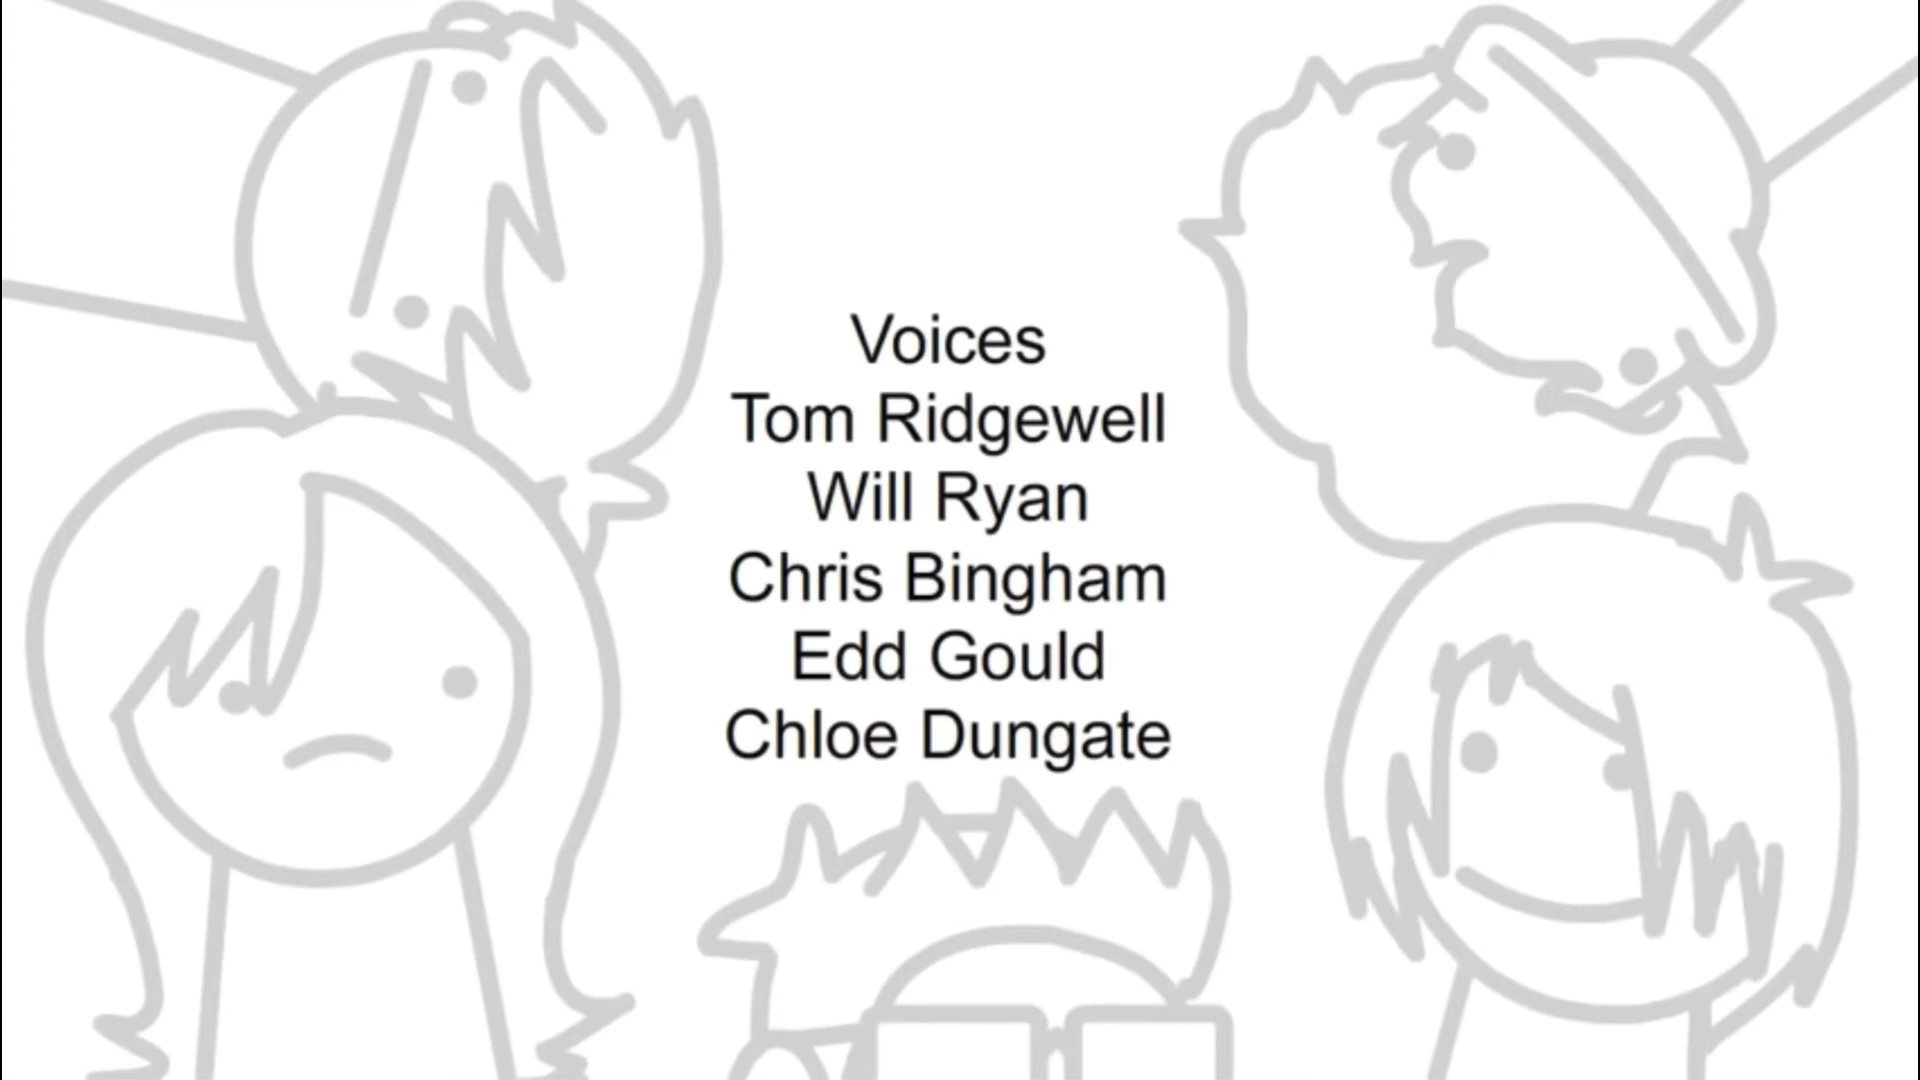 Voices
Tom Ridgewell
Will Ryan
Chris Bingham
Edd Gould
Chloe Dungate